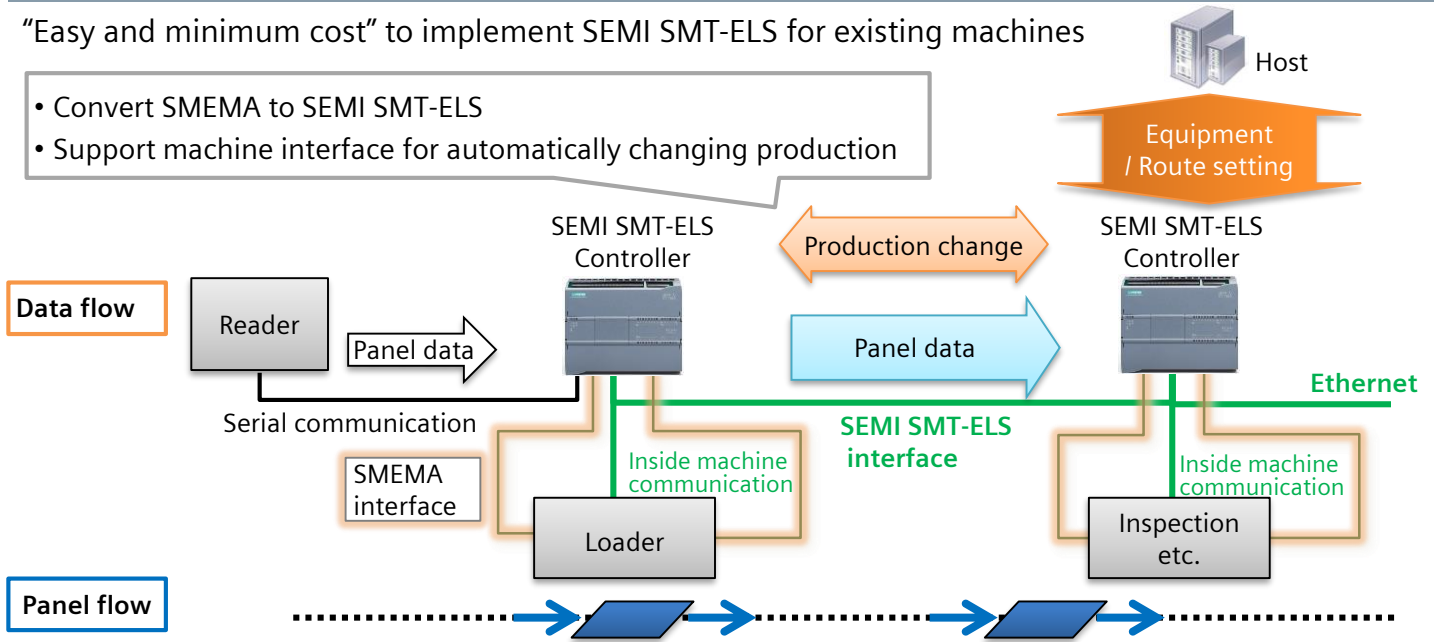 “Easy and minimum cost” to implement SEMI SMT-ELS for existing machines
Host
• Convert SMEMA to SEMI SMT-ELS
• Support machine interface for automatically changing production
Equipment
/ Route setting
SEMI SMT-ELS
Controller
Production change
SEMI SMT-ELS
Controller
Data flow
Reader
Panel data
Panel data
Ethernet
Serial communication
SEMI SMT-ELS
interface
SMEMA
interface
Inside machine
communication
Inside machine
communication
Loader
Inspection
etc.
Panel flow